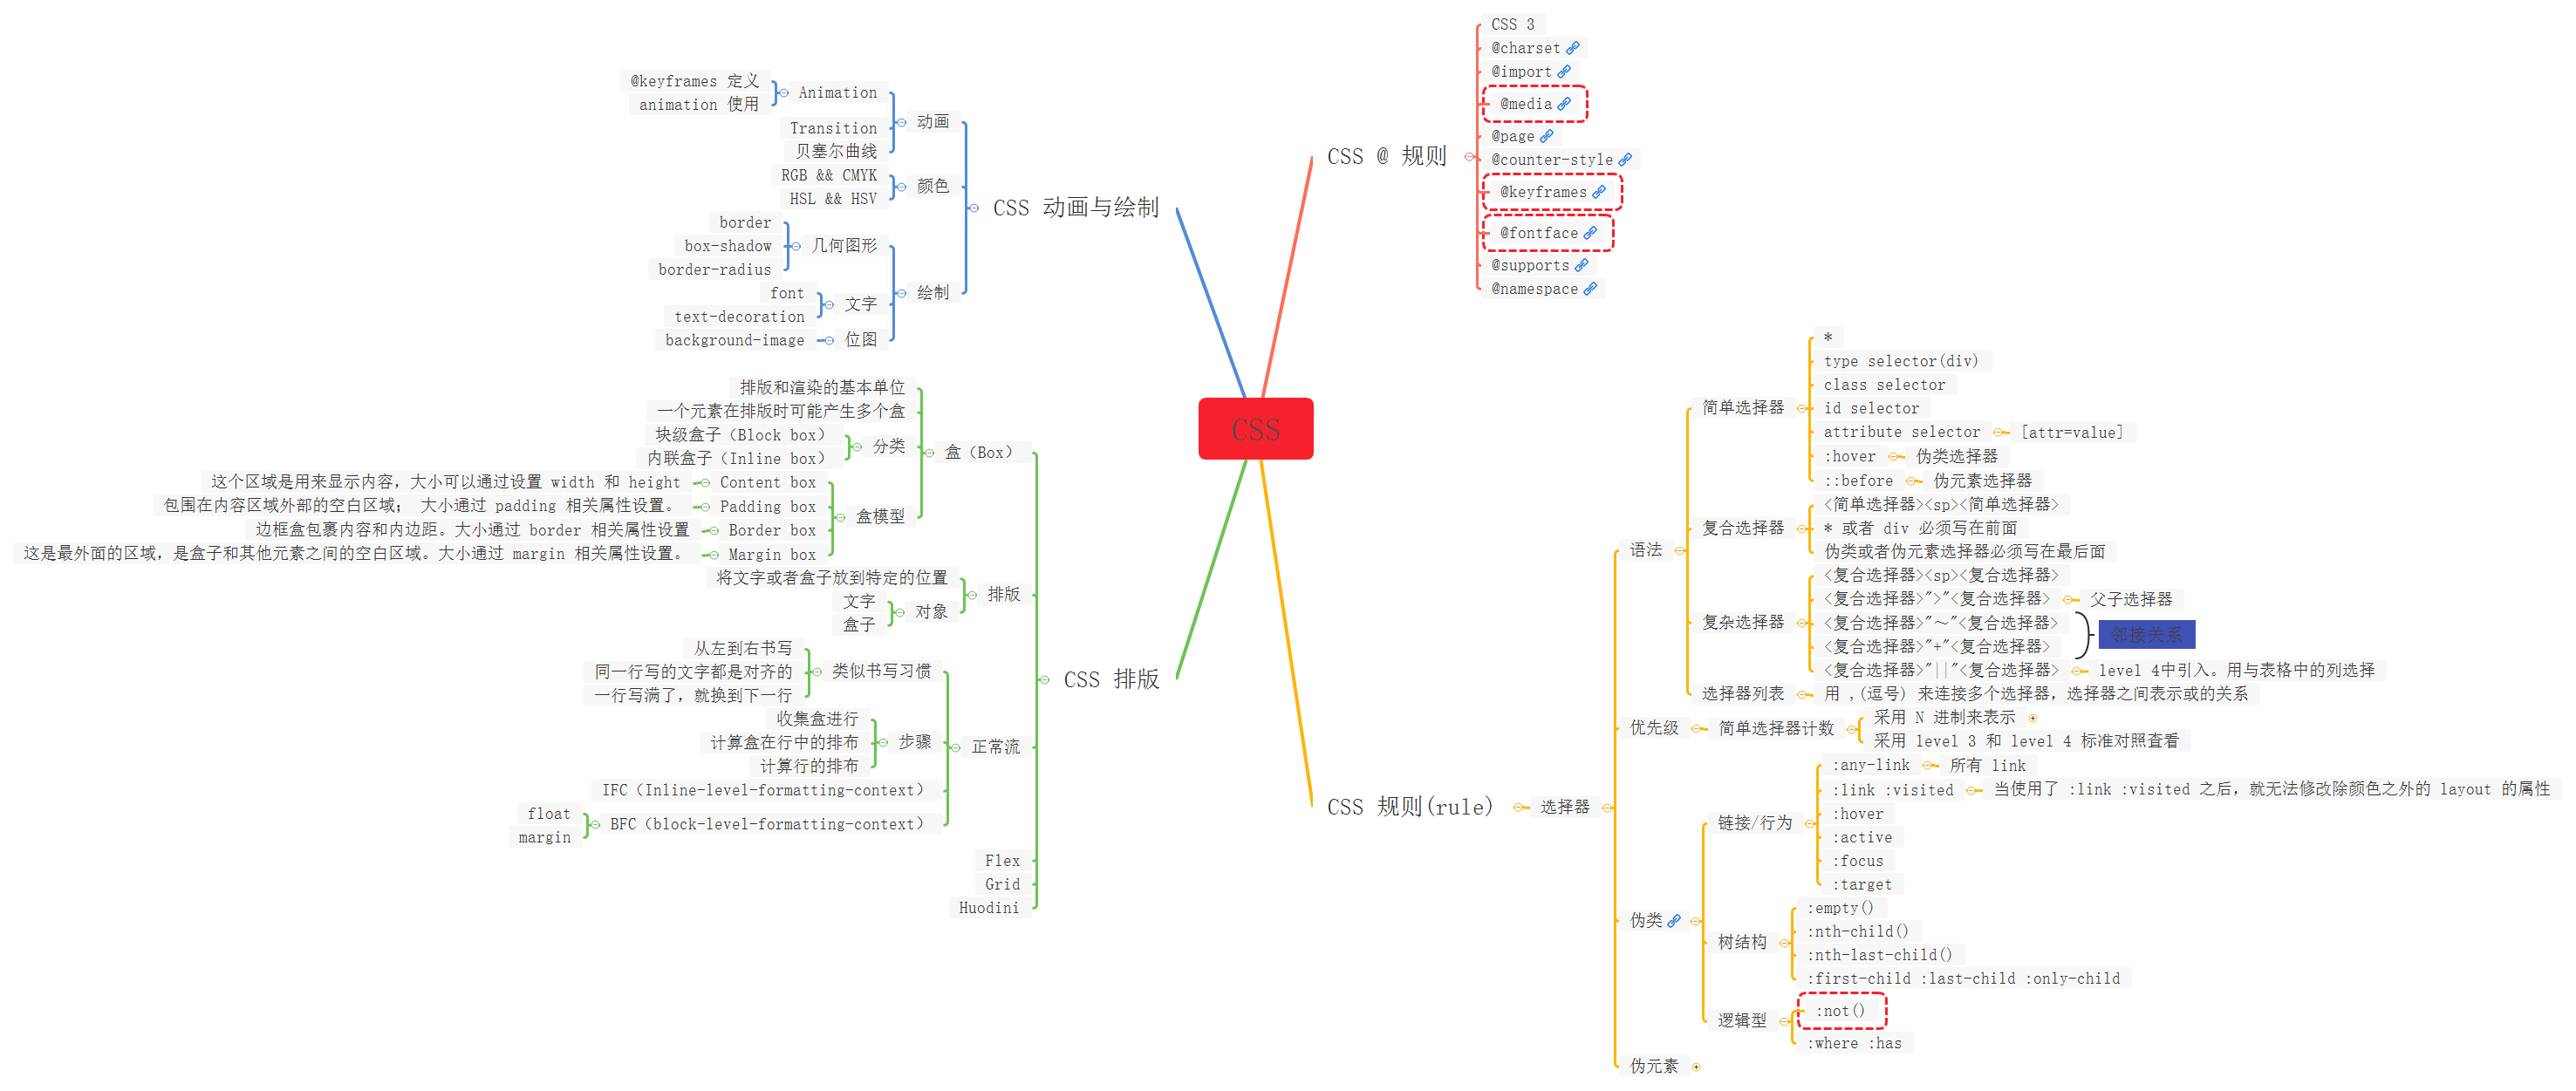 CSS
CSS @ 规则
CSS 3
@charset
@import
@media
@page
@counter-style
@keyframes
@fontface
@supports
@namespace
CSS 规则(rule)
选择器
语法
简单选择器
*
type selector(div)
class selector
id selector
attribute selector
[attr=value]
:hover
伪类选择器
::before
伪元素选择器
复合选择器
<简单选择器><sp><简单选择器>
* 或者 div 必须写在前面
伪类或者伪元素选择器必须写在最后面
复杂选择器
<复合选择器><sp><复合选择器>
<复合选择器>">"<复合选择器>
父子选择器
<复合选择器>"~"<复合选择器>
<复合选择器>"+"<复合选择器>
邻接关系
<复合选择器>"||"<复合选择器>
level 4中引入。用与表格中的列选择
选择器列表
用 ,(逗号) 来连接多个选择器，选择器之间表示或的关系
优先级
简单选择器计数
采用 N 进制来表示
采用 level 3 和 level 4 标准对照查看
伪类
链接/行为
:any-link
所有 link
:link :visited
当使用了 :link :visited 之后，就无法修改除颜色之外的 layout 的属性
:hover
:active
:focus
:target
树结构
:empty()
:nth-child()
:nth-last-child()
:first-child :last-child :only-child
逻辑型
:not()
:where :has
伪元素
CSS 动画与绘制
动画
Animation
@keyframes 定义
animation 使用
Transition
贝塞尔曲线
颜色
RGB && CMYK
HSL && HSV
绘制
几何图形
border
box-shadow
border-radius
文字
font
text-decoration
位图
background-image
CSS 排版
盒（Box）
排版和渲染的基本单位
一个元素在排版时可能产生多个盒
分类
块级盒子（Block box）
内联盒子（Inline box）
盒模型
Content box
这个区域是用来显示内容，大小可以通过设置 width 和 height
Padding box
包围在内容区域外部的空白区域； 大小通过 padding 相关属性设置。
Border box
边框盒包裹内容和内边距。大小通过 border 相关属性设置
Margin box
这是最外面的区域，是盒子和其他元素之间的空白区域。大小通过 margin 相关属性设置。
排版
将文字或者盒子放到特定的位置
对象
文字
盒子
正常流
类似书写习惯
从左到右书写
同一行写的文字都是对齐的
一行写满了，就换到下一行
步骤
收集盒进行
计算盒在行中的排布
计算行的排布
IFC（Inline-level-formatting-context）
BFC（block-level-formatting-context）
float
margin
Flex
Grid
Huodini